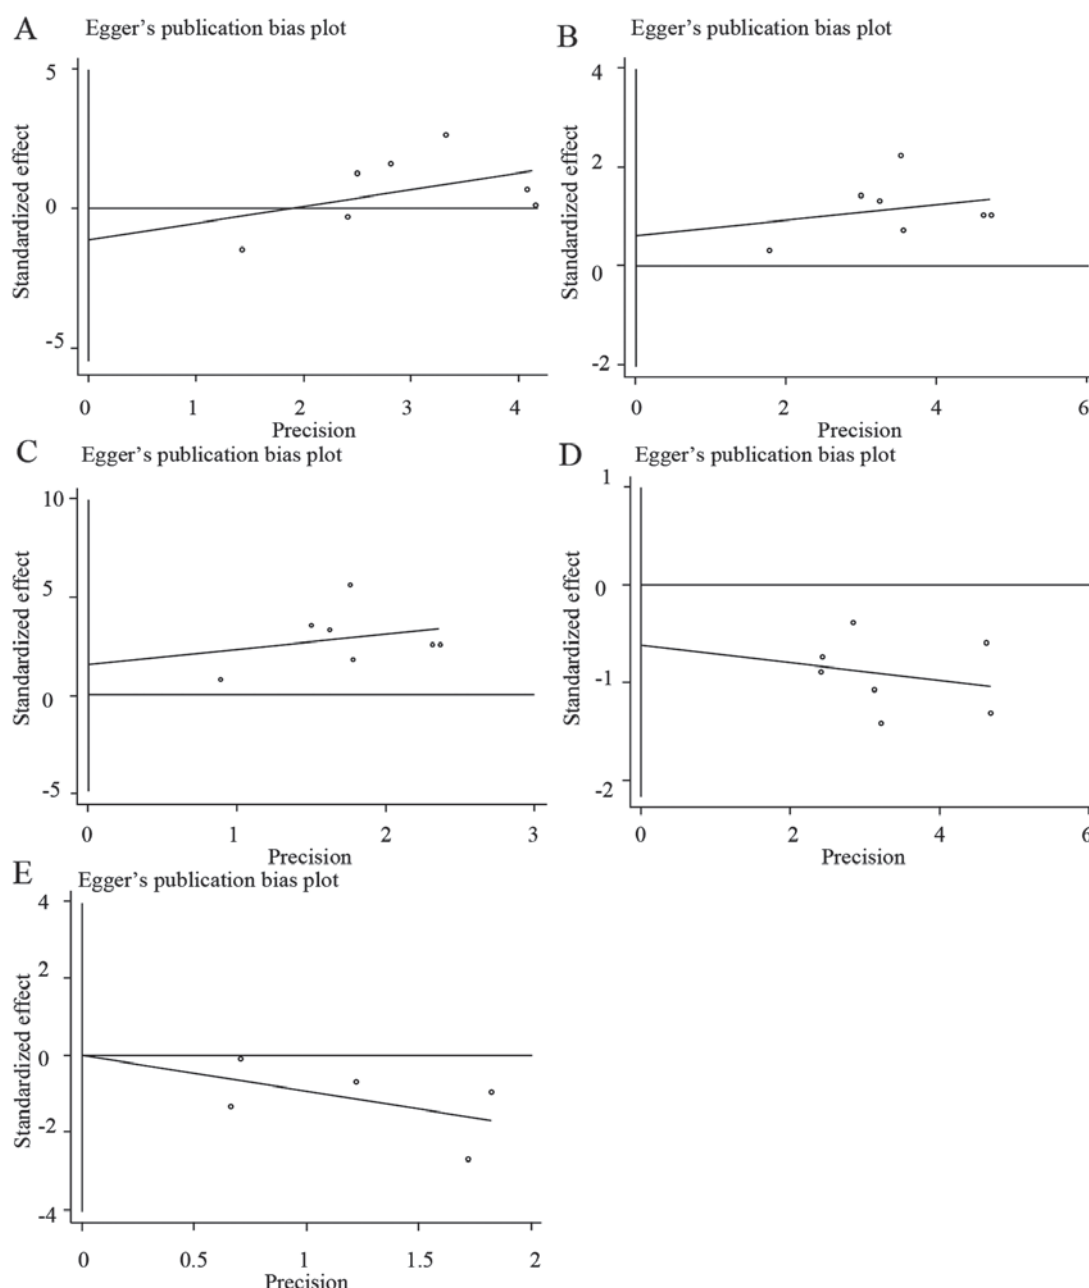 A
Egger's publication bias plot
5
0
-5
Standardized effect
0 1 2 3 4
Precision
B
Egger's publication bias plot
4
2
0
-2
Standardized effect
0 2 4 6
Precision
C
Egger's publication bias plot
10
5
0
-5
Standardized effect
0 1 2 3
Precision
D
Egger's publication bias plot
1
0
-1
-2
Standardized effect
0 2 4 6
Precision
E
Egger's publication bias plot
4
2
0
-2
-4
Standardized effect
0 0.5 1 1.5 2
Precision